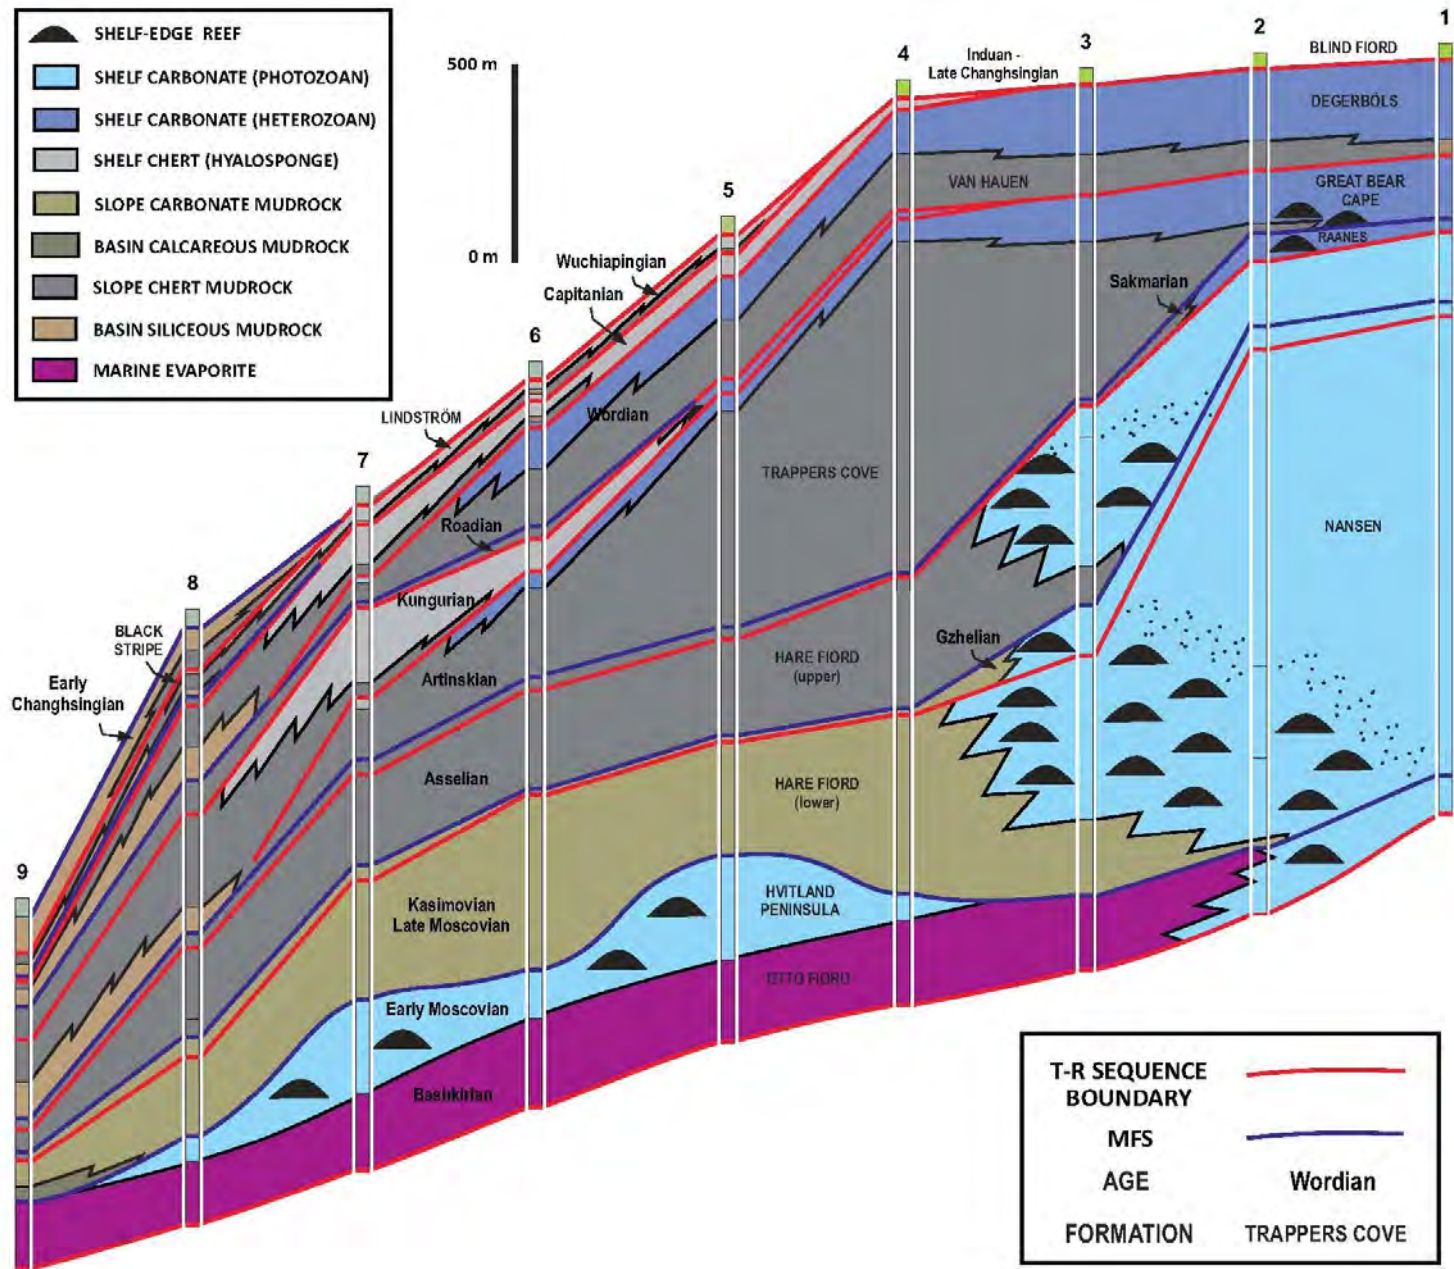 SHELF-EDGE REEF
SHELF CARBONATE (PHOTOZOAN)
SHELF CARBONATE (HETEROZOAN)
SHELF CHERT (HYALOSPONGE)
SLOPE CARBONATE MUDROCK
BASIN CALCAREOUS MUDROCK
SLOPE CHERT MUDROCK
BASIN SILICEOUS MUDROCK
MARINE EVAPORITE
500 m
0 m
1
2
3
4
5
6
7
8
9
Induan -
Late Changhsingian
BLIND FIORD
DEGERBÖLS
VAN HAUEN
GREAT BEAR
CAPE
RAANES
Wuchiapingian
Capitanian
Sakmarian
LINDSTRÖM
Wordian
TRAPPERS COVE
NANSEN
Roadian
Kungurian
BLACK
STRIPE
Early
Changhsingian
Artinskian
Gzhelian
HARE FIORD
(upper)
Asselian
HARE FIORD
(lower)
Kasimovian
Late Moscovian
HVITLAND
PENINSULA
OTTO FIORD
Early Moscovian
Bashkirian
T-R SEQUENCE
BOUNDARY
MFS
AGE Wordian
FORMATION TRAPPERS COVE